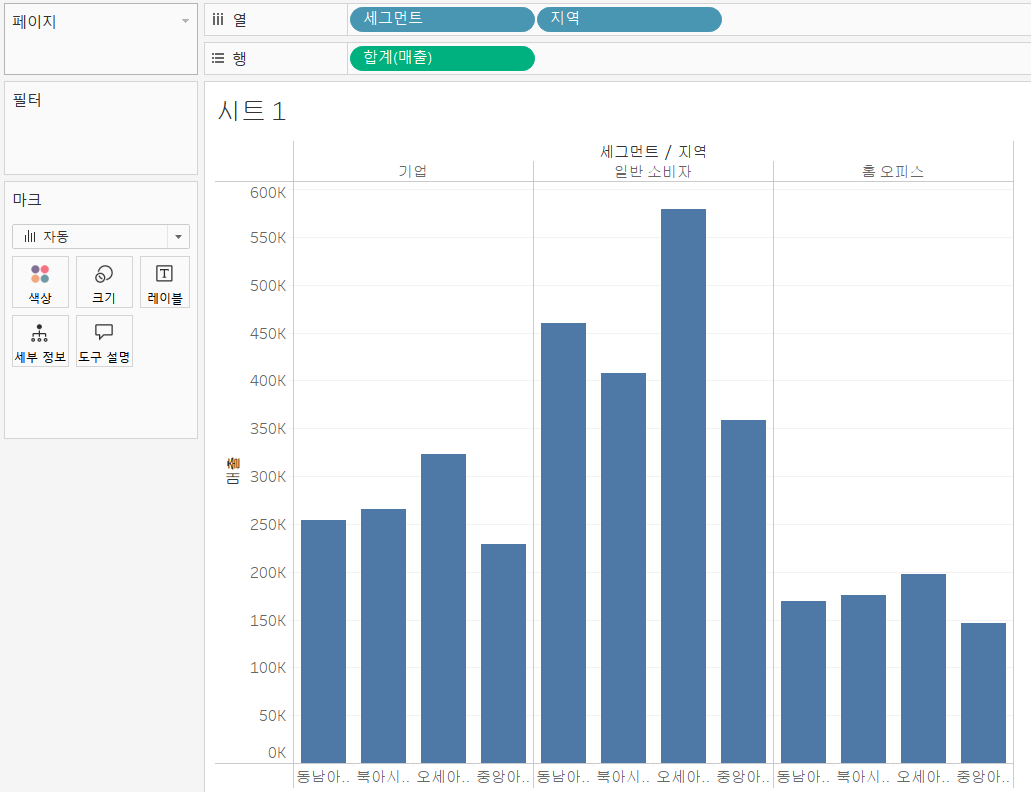 페이지
열
세그먼트
지역
행
합계(매출)
필터
시트 1
마크
자동
색상
크기
레이블
세부 정보
도구 설명
세그먼트 / 지역
기업
일반 소비자
홈 오피스
600K
550K
500K
450K
400K
350K
300K
250K
200K
150K
100K
50K
0K
동남아.. 북아시.. 오세아.. 중앙아.. 동남아.. 북아시.. 오세아.. 중앙아.. 동남아.. 북아시.. 오세아.. 중앙아..